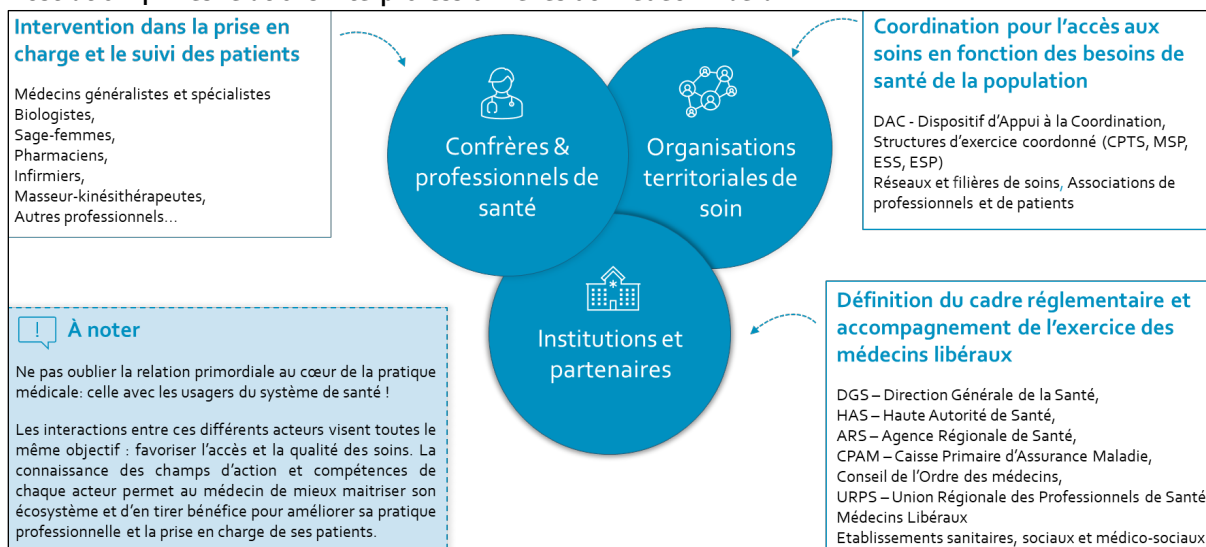 Intervention dans la prise en
charge et le suivi des patients
Médecins généralistes et spécialistes
Biologistes,
Sage-femmes,
Pharmaciens,
Infirmiers,
Masseur-kinésithérapeutes,
Autres professionnels…
Confrères &
professionnels de
santé
Organisations
territoriales de
soin
Institutions et
partenaires
Coordination pour l'accès aux
soins en fonction des besoins de
santé de la population
DAC - Dispositif d'Appui à la Coordination,
Structures d'exercice coordonné (CPTS, MSP,
ESS, ESP)
Réseaux et filières de soins, Associations de
professionnels et de patients
! À noter
Ne pas oublier la relation primordiale au cœur de la pratique
médicale: celle avec les usagers du système de santé !
Les interactions entre ces différents acteurs visent toutes le
même objectif : favoriser l'accès et la qualité des soins. La
connaissance des champs d'action et compétences de
chaque acteur permet au médecin de mieux maitriser son
écosystème et d'en tirer bénéfice pour améliorer sa pratique
professionnelle et la prise en charge de ses patients.
Définition du cadre réglementaire et
accompagnement de l'exercice des
médecins libéraux
DGS – Direction Générale de la Santé,
HAS – Haute Autorité de Santé,
ARS – Agence Régionale de Santé,
CPAM – Caisse Primaire d'Assurance Maladie,
Conseil de l'Ordre des médecins,
URPS – Union Régionale des Professionnels de Santé
Médecins Libéraux
Etablissements sanitaires, sociaux et médico-sociaux